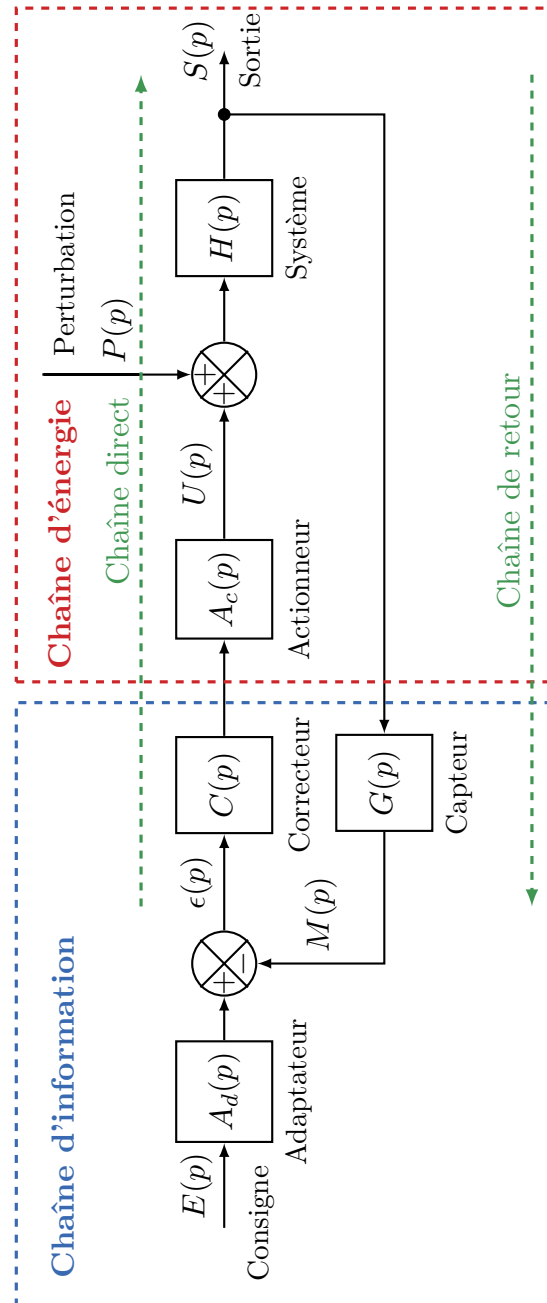 Chaîne d'information
Chaîne d'énergie
Perturbation
P(p)
Chaîne direct
E(p)
Consigne
A_d(p)
Adaptateur
+
−
ϵ(p)
C(p)
Correcteur
A_c(p)
Actionneur
U(p)
+
+
H(p)
Système
S(p)
Sortie
M(p)
G(p)
Capteur
Chaîne de retour